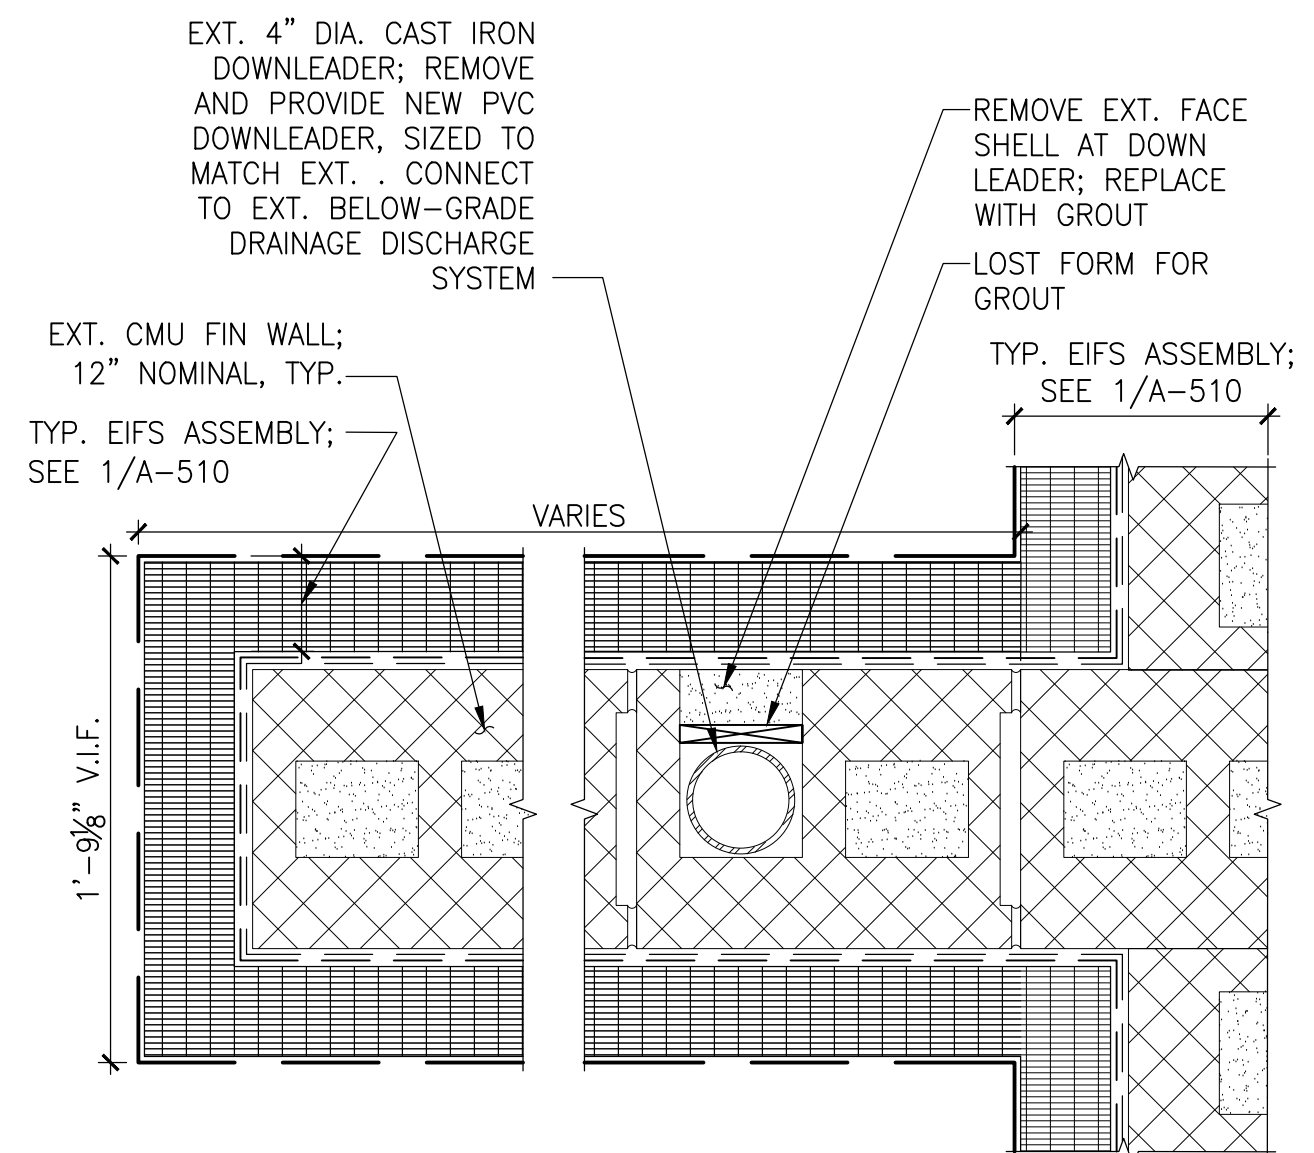 EXT. 4” DIA. CAST IRON
DOWNLEADER; REMOVE
AND PROVIDE NEW PVC
DOWNLEADER, SIZED TO
MATCH EXT. . CONNECT
TO EXT. BELOW-GRADE
DRAINAGE DISCHARGE
SYSTEM
REMOVE EXT. FACE
SHELL AT DOWN
LEADER; REPLACE
WITH GROUT
LOST FORM FOR
GROUT
EXT. CMU FIN WALL;
12” NOMINAL, TYP.
TYP. EIFS ASSEMBLY;
SEE 1/A-510
TYP. EIFS ASSEMBLY;
SEE 1/A-510
VARIES
1'-9⅛” V.I.F.